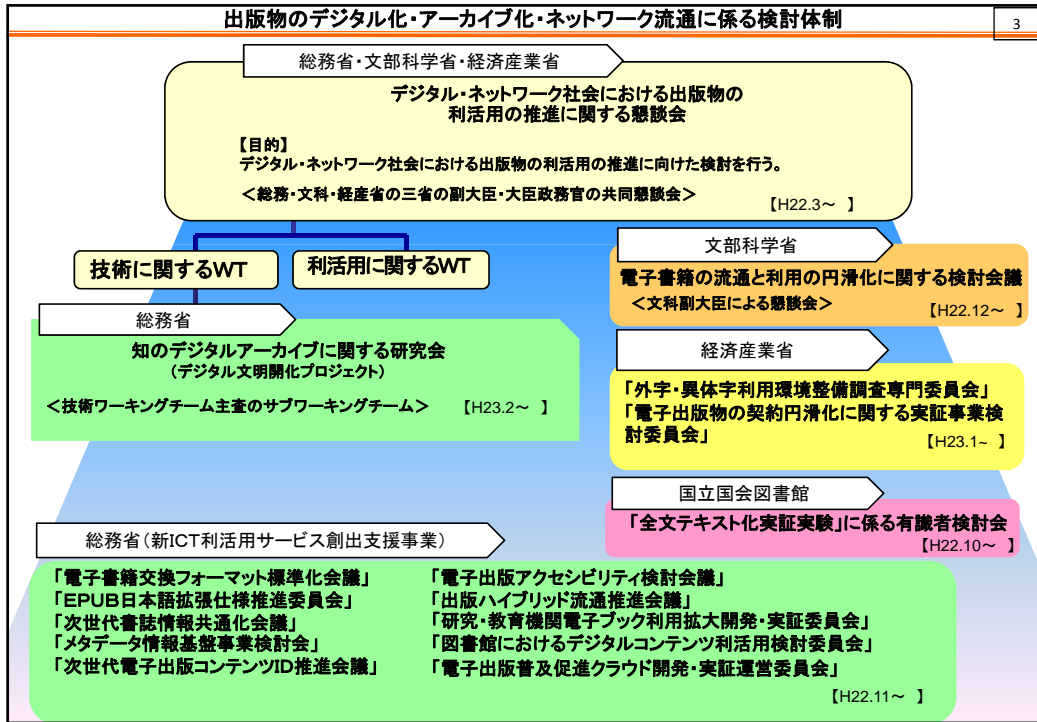 出版物のデジタル化・アーカイブ化・ネットワーク流通に係る検討体制
3
総務省・文部科学省・経済産業省
デジタル・ネットワーク社会における出版物の
利活用の推進に関する懇談会
【目的】
デジタル・ネットワーク社会における出版物の利活用の推進に向けた検討を行う。
＜総務・文科・経産省の三省の副大臣・大臣政務官の共同懇談会＞
【H22.3～ 】
技術に関するWT
利活用に関するWT
総務省
知のデジタルアーカイブに関する研究会
（デジタル文明開化プロジェクト）
＜技術ワーキングチーム主査のサブワーキングチーム＞
【H23.2～ 】
文部科学省
電子書籍の流通と利用の円滑化に関する検討会議
＜文科副大臣による懇談会＞
【H22.12～ 】
経済産業省
「外字・異体字利用環境整備調査専門委員会」
「電子出版物の契約円滑化に関する実証事業検
討委員会」
【H23.1～ 】
国立国会図書館
「全文テキスト化実証実験」に係る有識者検討会
【H22.10～ 】
総務省（新ICT利活用サービス創出支援事業）
「電子書籍交換フォーマット標準化会議」
「EPUB日本語拡張仕様推進委員会」
「次世代書誌情報共通化会議」
「メタデータ情報基盤事業検討会」
「次世代電子出版コンテンツID推進会議」
「電子出版アクセシビリティ検討会議」
「出版ハイブリッド流通推進会議」
「研究・教育機関電子ブック利用拡大開発・実証委員会」
「図書館におけるデジタルコンテンツ利活用検討委員会」
「電子出版普及促進クラウド開発・実証運営委員会」
【H22.11～ 】